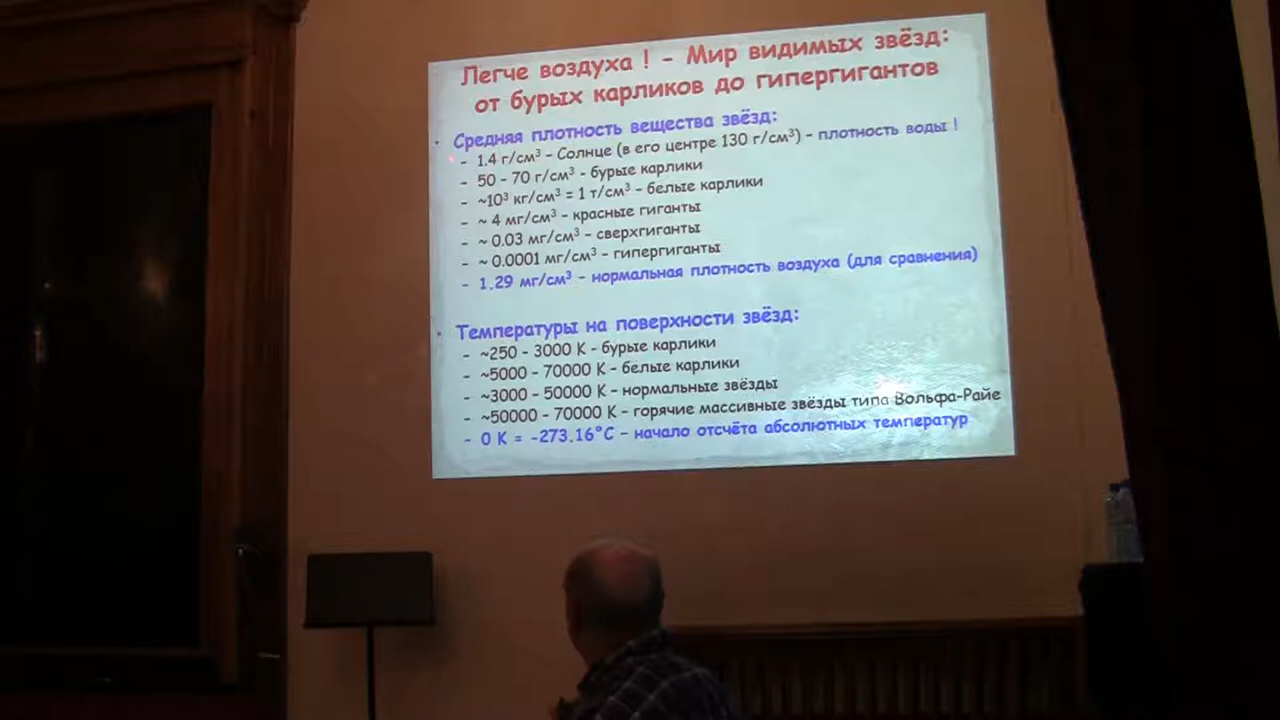 Легче воздуха ! – Мир видимых звёзд:
от бурых карликов до гипергигантов
• Средняя плотность вещества звёзд:
– 1.4 г/см³ – Солнце (в его центре 130 г/см³) – плотность воды !
– 50 – 70 г/см³ – бурые карлики
– ~10³ кг/см³ = 1 т/см³ – белые карлики
– ~ 4 мг/см³ – красные гиганты
– ~ 0.03 мг/см³ – сверхгиганты
– ~ 0.0001 мг/см³ – гипергиганты
– 1.29 мг/см³ – нормальная плотность воздуха (для сравнения)
• Температуры на поверхности звёзд:
– ~250 – 3000 К – бурые карлики
– ~5000 – 70000 К – белые карлики
– ~3000 – 50000 К – нормальные звёзды
– ~50000 – 70000 К – горячие массивные звёзды типа Вольфа-Райе
– 0 К = -273.16°С – начало отсчёта абсолютных температур